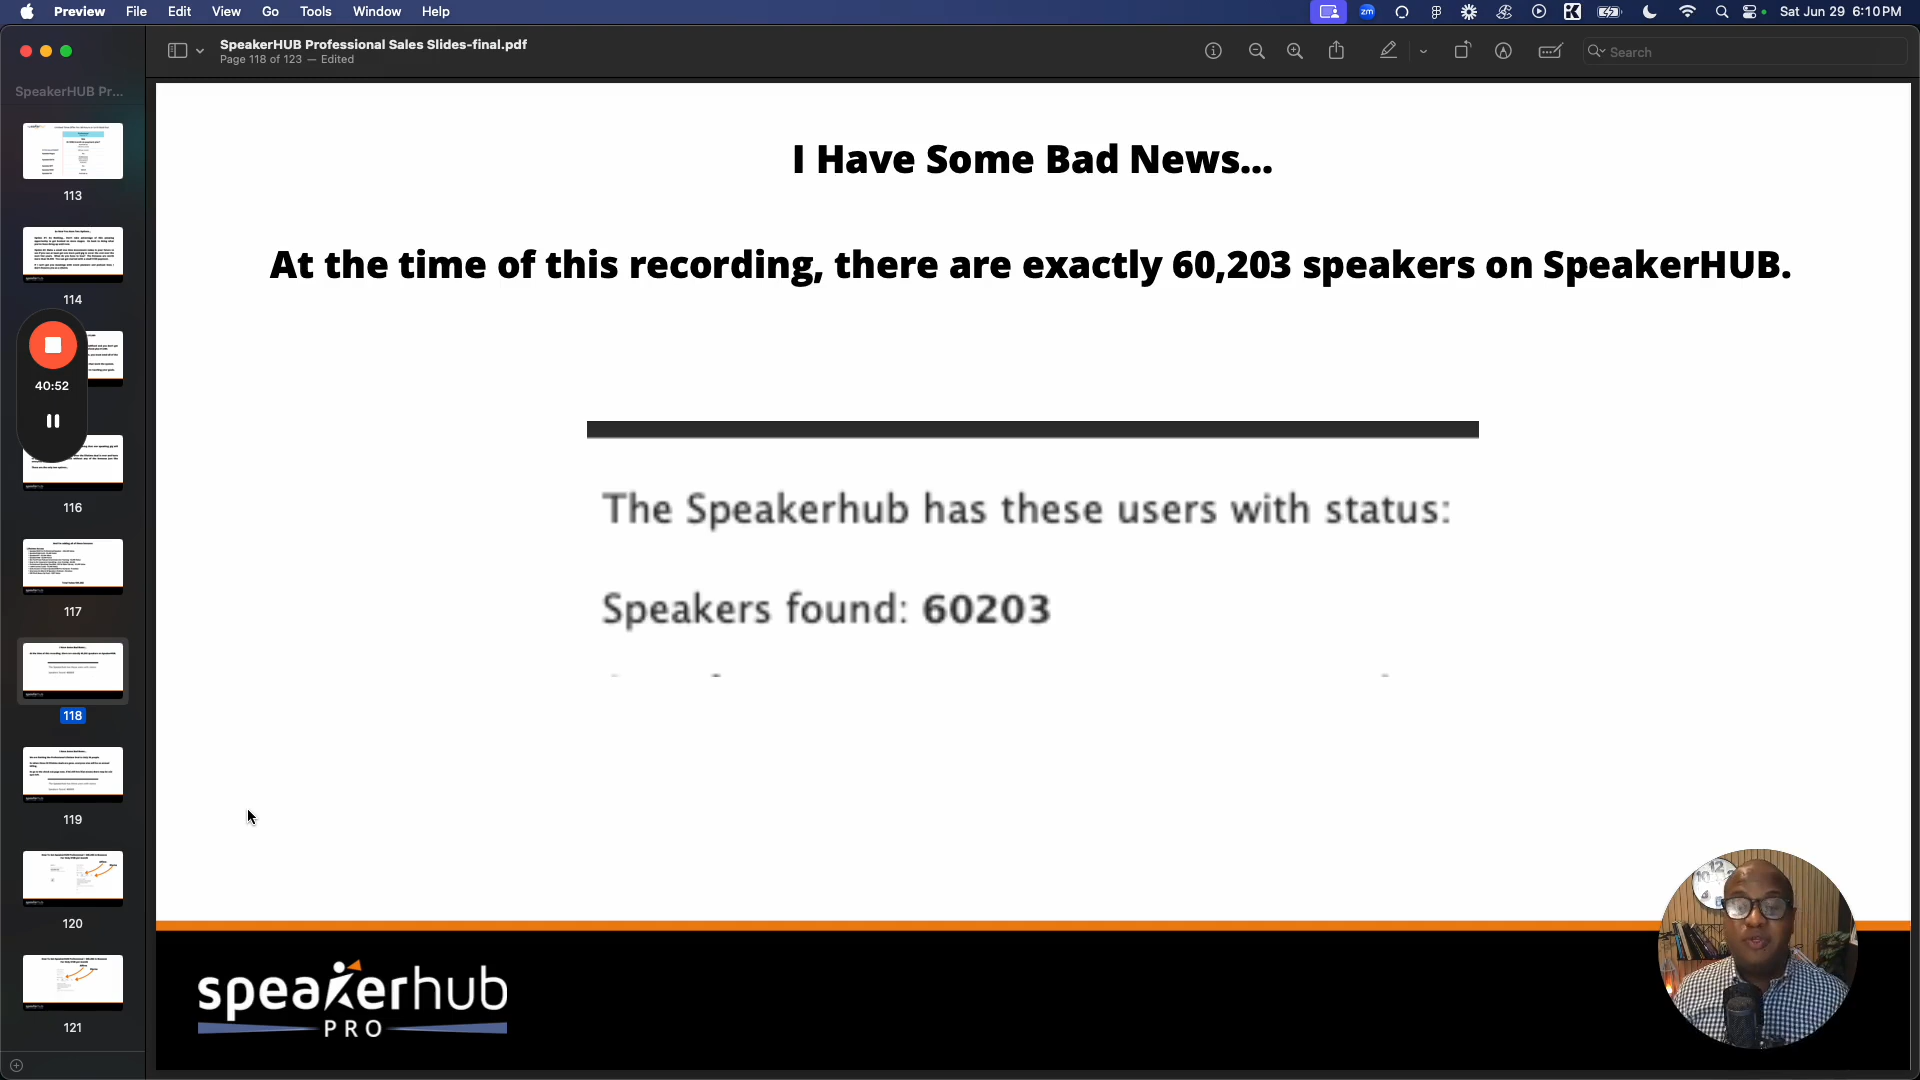 Preview File Edit View Go Tools Window Help
zm
Sat Jun 29 6:10 PM
SpeakerHUB Professional Sales Slides-final.pdf
Page 118 of 123 — Edited
Search
SpeakerHUB Pr...
113
114
40:52
116
117
118
119
120
121
I Have Some Bad News...
At the time of this recording, there are exactly 60,203 speakers on SpeakerHUB.
The Speakerhub has these users with status:
Speakers found: 60203
speakerhub
PRO